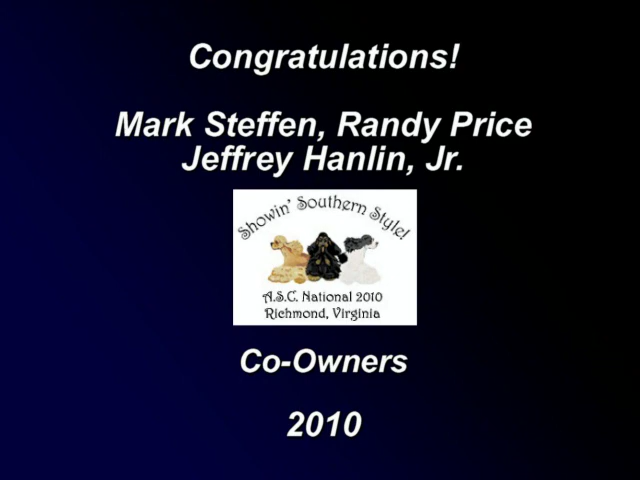 Congratulations!
Mark Steffen, Randy Price
Jeffrey Hanlin, Jr.
Showin' Southern Style!
A.S.C. National 2010
Richmond, Virginia
Co-Owners
2010